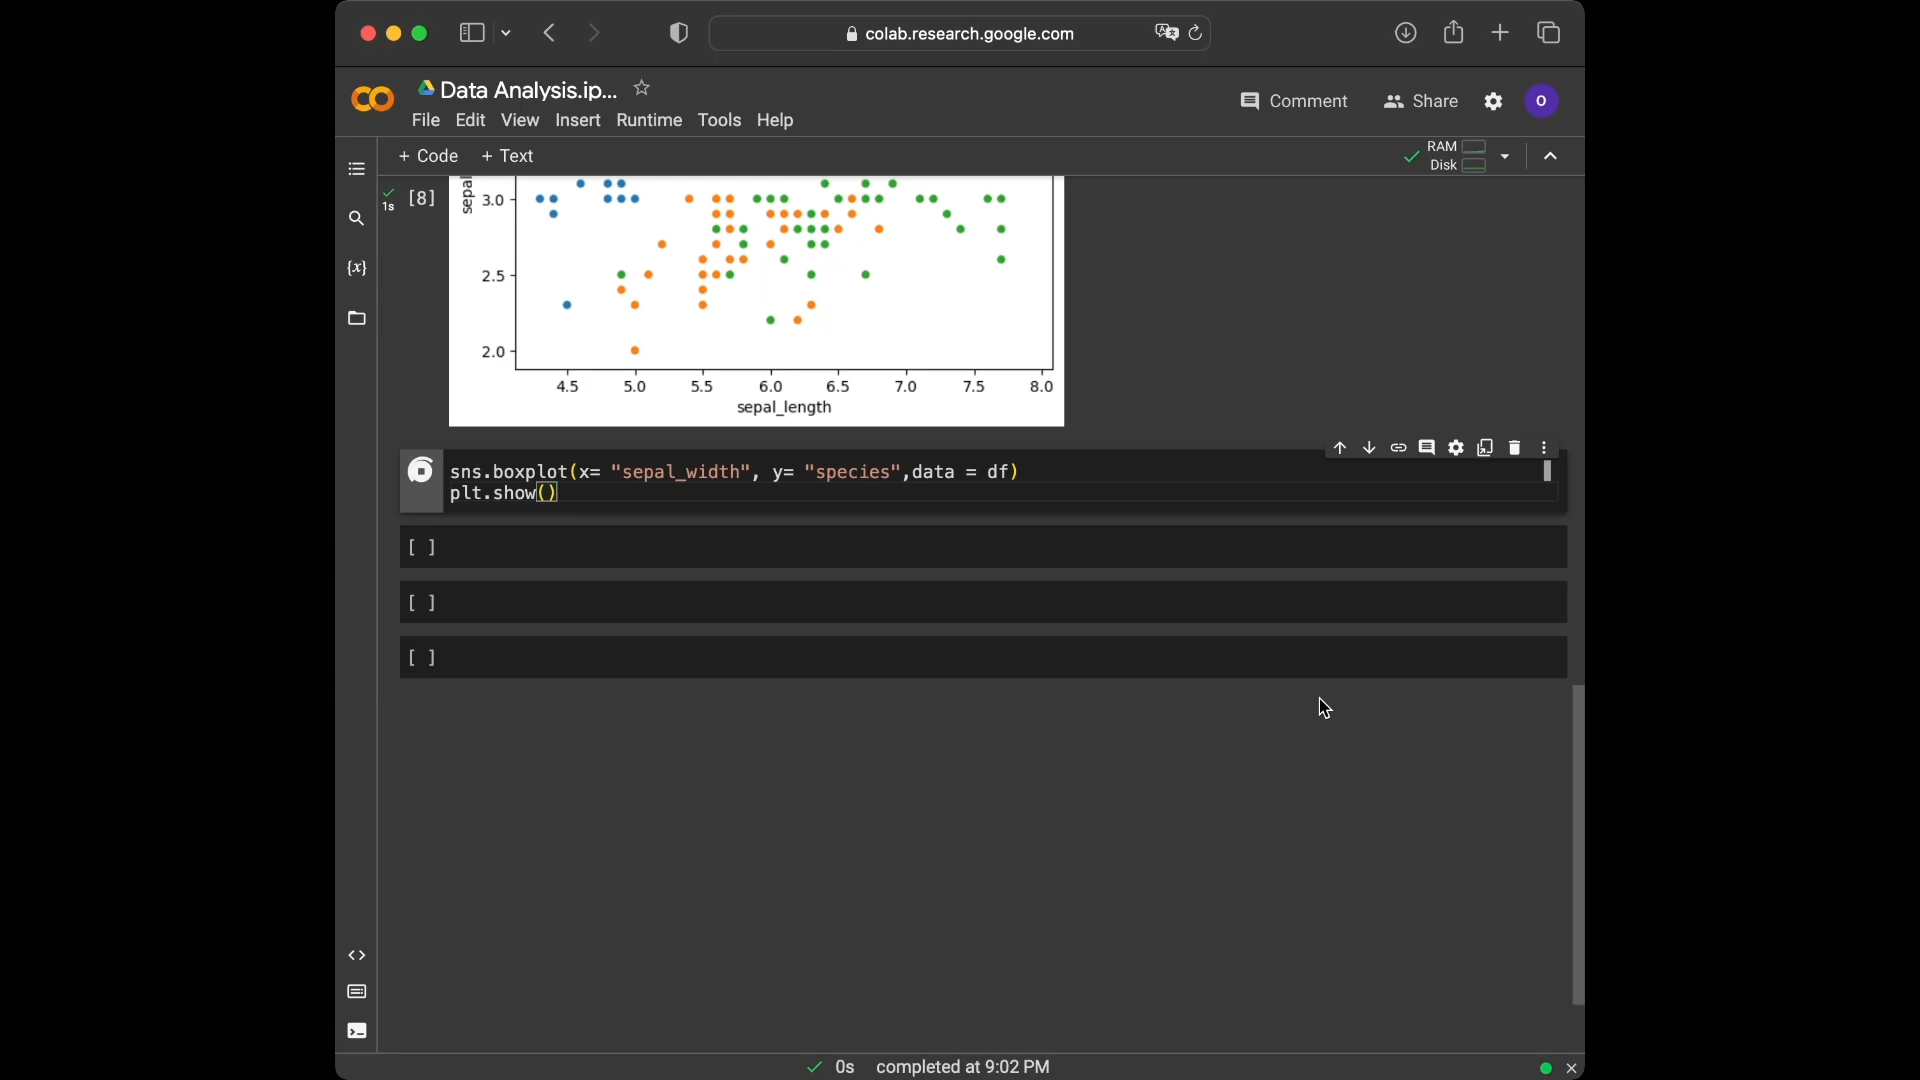 colab.research.google.com
Data Analysis.ip...
Comment
Share
O
File Edit View Insert Runtime Tools Help
+ Code + Text
RAM
Disk
1s
[8]
sepal
3.0
2.5
2.0
4.5 5.0 5.5 6.0 6.5 7.0 7.5 8.0
sepal_length
{x}
sns.boxplot(x= "sepal_width", y= "species",data = df)
plt.show()
[ ]
[ ]
[ ]
0s completed at 9:02 PM